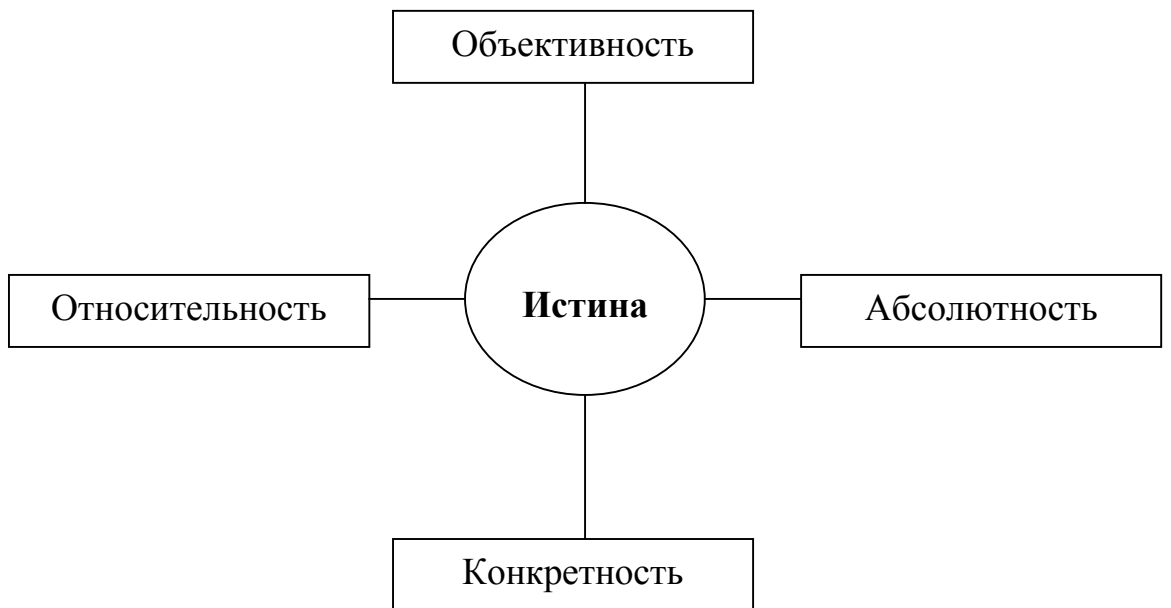 Объективность
Относительность
Истина
Абсолютность
Конкретность